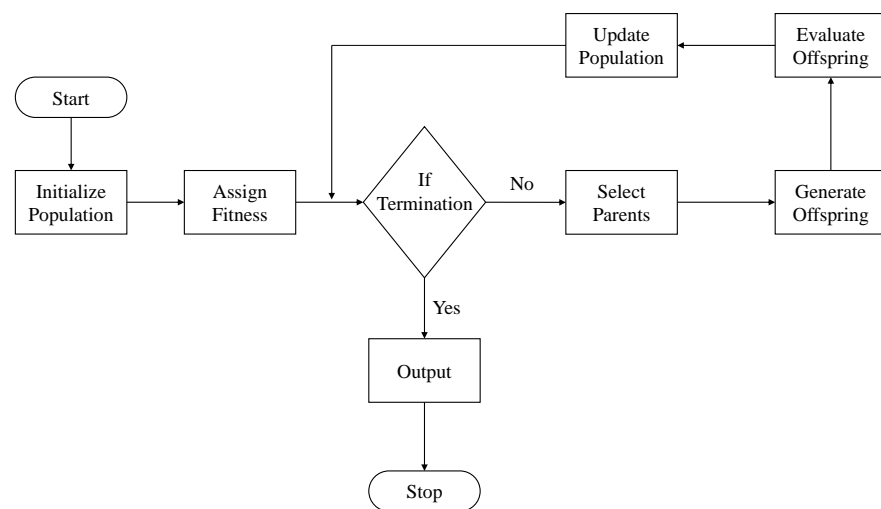 Start
Initialize
Population
Assign
Fitness
If
Termination
No
Select
Parents
Generate
Offspring
Evaluate
Offspring
Update
Population
Yes
Output
Stop